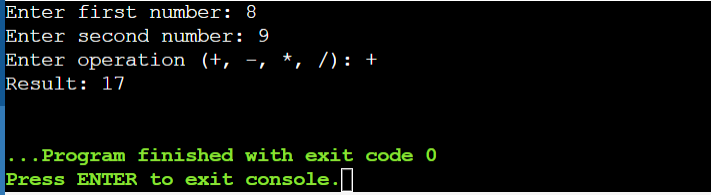 Enter first number: 8
Enter second number: 9
Enter operation (+, -, *, /): +
Result: 17
...Program finished with exit code 0
Press ENTER to exit console.